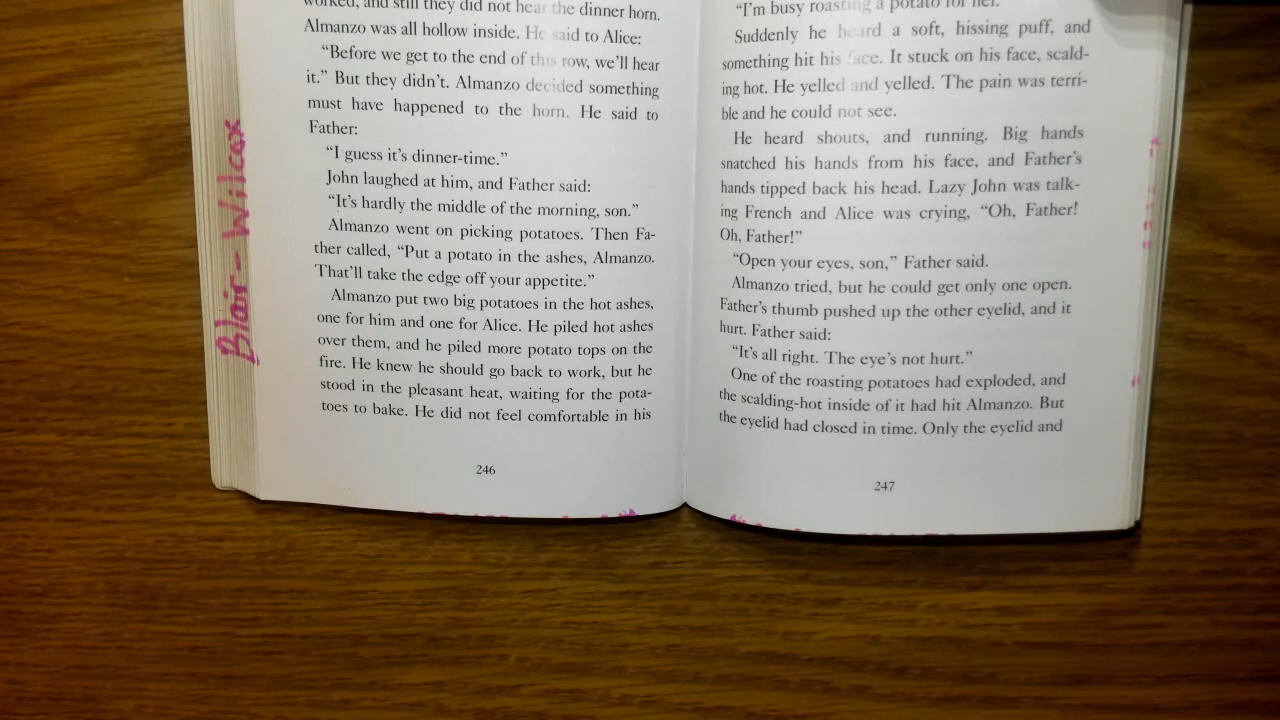 worked, and still they did not hear the dinner horn.
Almanzo was all hollow inside. He said to Alice:
“Before we get to the end of this row, we’ll hear
it.” But they didn’t. Almanzo decided something
must have happened to the horn. He said to
Father:
“I guess it’s dinner-time.”
John laughed at him, and Father said:
“It’s hardly the middle of the morning, son.”
Almanzo went on picking potatoes. Then Fa-
ther called, “Put a potato in the ashes, Almanzo.
That’ll take the edge off your appetite.”
Almanzo put two big potatoes in the hot ashes,
one for him and one for Alice. He piled hot ashes
over them, and he piled more potato tops on the
fire. He knew he should go back to work, but he
stood in the pleasant heat, waiting for the pota-
toes to bake. He did not feel comfortable in his
246
“I’m busy roasting a potato for her.”
Suddenly he heard a soft, hissing puff, and
something hit his face. It stuck on his face, scald-
ing hot. He yelled and yelled. The pain was terri-
ble and he could not see.
He heard shouts, and running. Big hands
snatched his hands from his face, and Father’s
hands tipped back his head. Lazy John was talk-
ing French and Alice was crying, “Oh, Father!
Oh, Father!”
“Open your eyes, son,” Father said.
Almanzo tried, but he could get only one open.
Father’s thumb pushed up the other eyelid, and it
hurt. Father said:
“It’s all right. The eye’s not hurt.”
One of the roasting potatoes had exploded, and
the scalding-hot inside of it had hit Almanzo. But
the eyelid had closed in time. Only the eyelid and
247
Blair-Wilcox